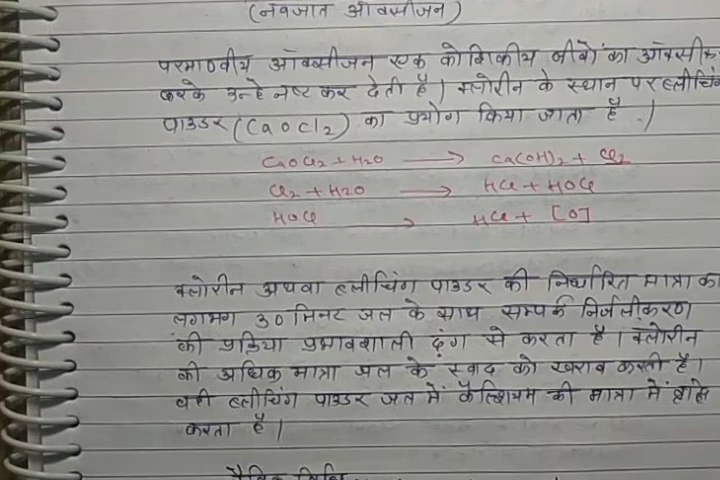 (नवजात ऑक्सीजन)
परमाण्वीय ऑक्सीजन एक कोशिकीय जीवों का ऑक्सीक
करके उन्हे नष्ट कर देती है। क्लोरीन के स्थान पर ब्लीचिं
पाउडर (CaOCl₂) का प्रयोग किया जाता है।
CaOCl₂ + H₂O ⟶ Ca(OH)₂ + Cl₂
Cl₂ + H2O ⟶ HCl + HOCl
HOCl ⟶ HCl + [O]
क्लोरीन अथवा ब्लीचिंग पाउडर की निर्धारित मात्रा का
लगभग 30 मिनट जल के साथ सम्पर्क निर्जलीकरण
की प्रक्रिया प्रभावशाली ढ़ंग से करता है। क्लोरीन
की अधिक मात्रा जल के स्वाद को खराब करती है।
वही ब्लीचिंग पाउडर जल में कैल्शियम की मात्रा में
करता है।